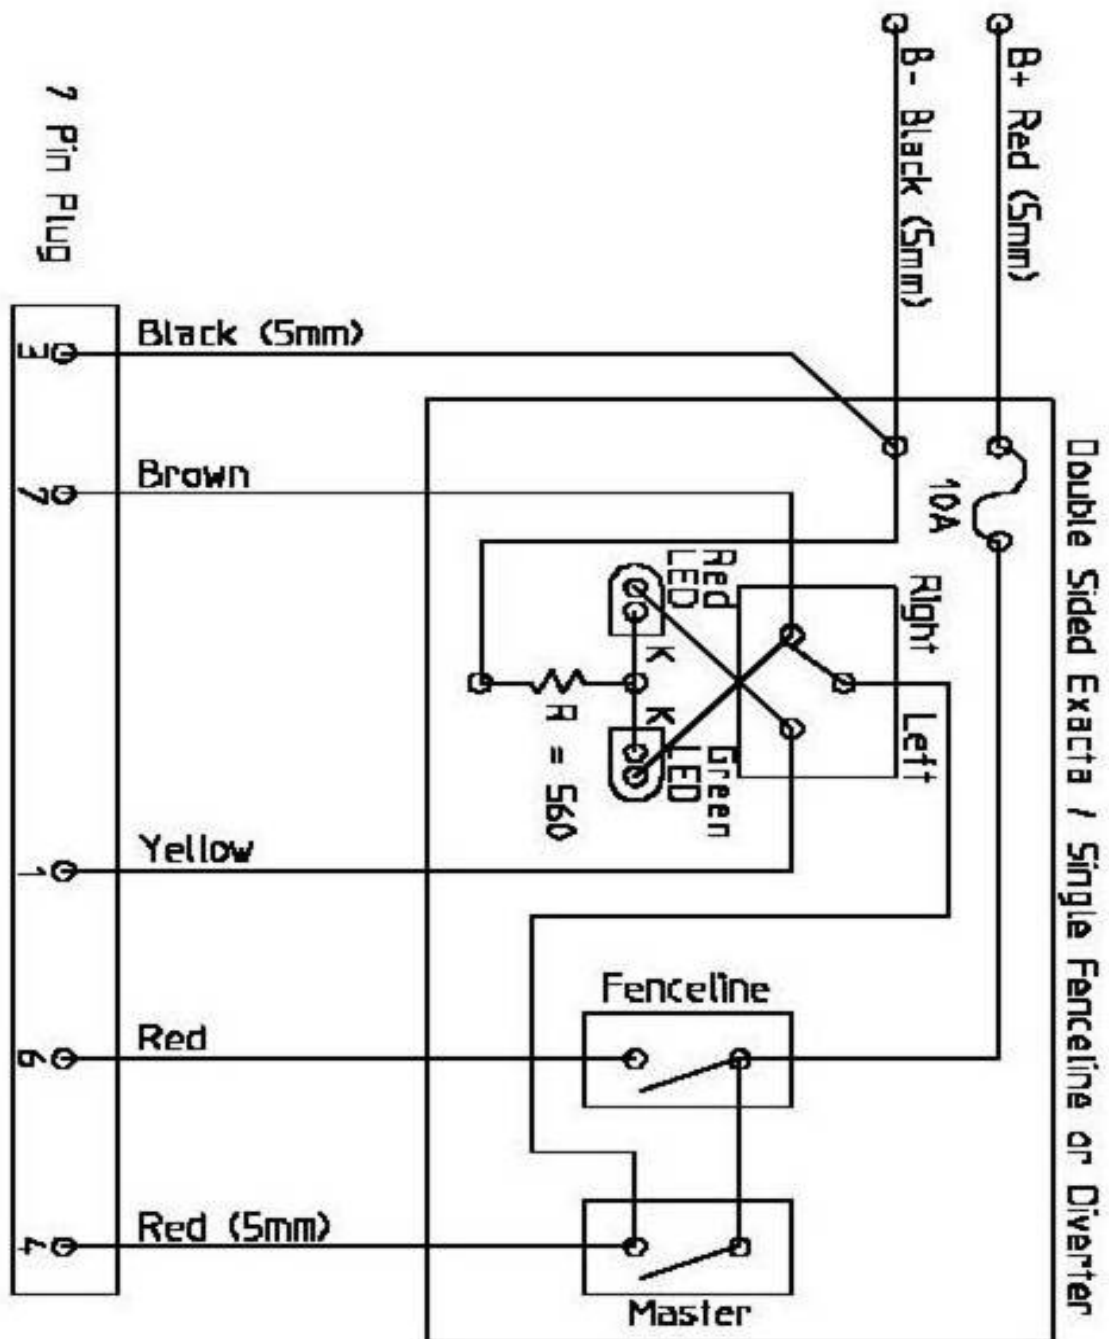 B+ Red (5mm)
B- Black (5mm)
7 Pin Plug
Double Sided Exacta / Single Fenceline or Diverter
3
Black (5mm)
7
Brown
10A
Right
Left
Red
LED
K
K
Green
LED
R = 560
1
Yellow
Fenceline
6
Red
4
Red (5mm)
Master